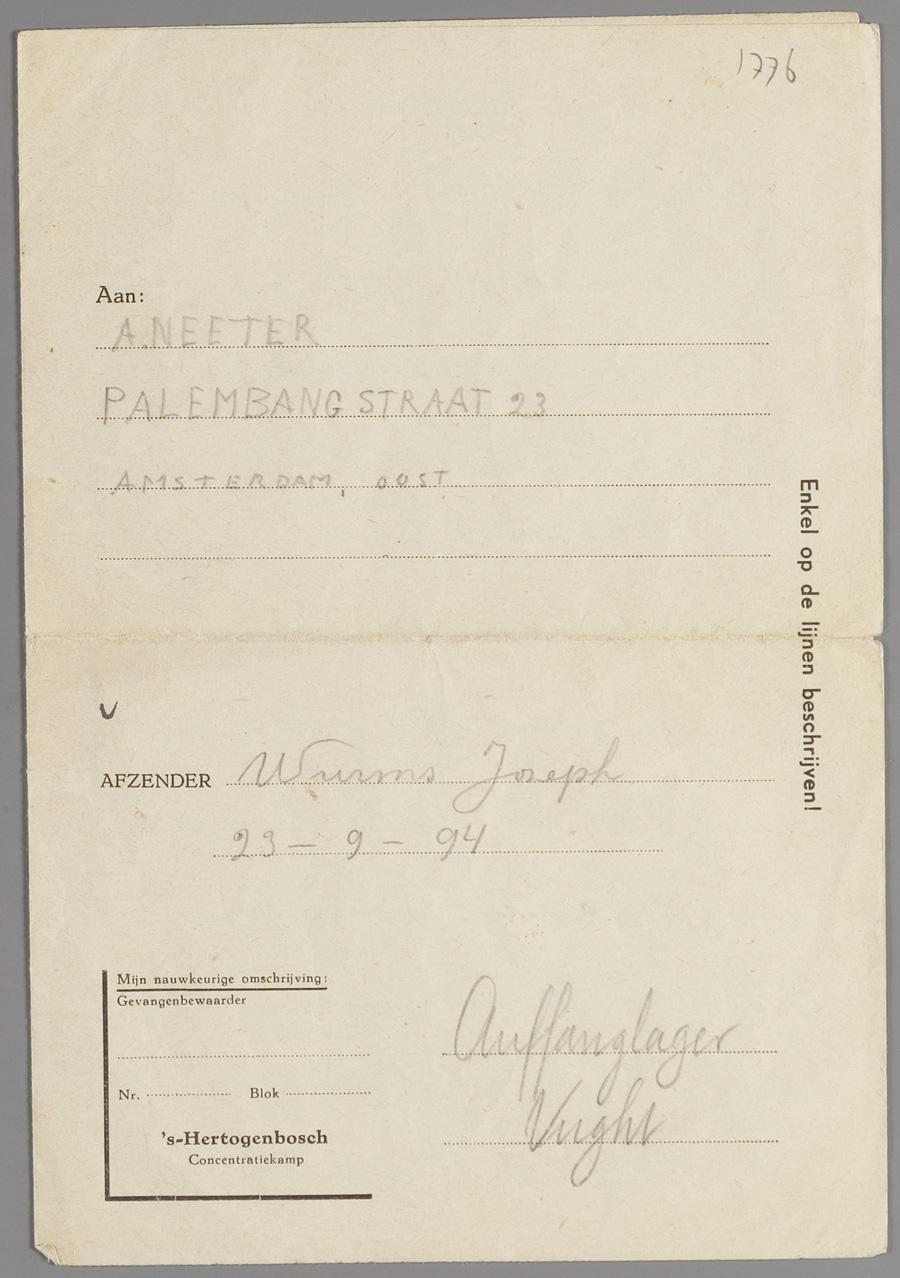 1776
Aan:
A. NEETER
PALEMBANG STRAAT 23
AMSTERDAM, OOST
Enkel op de lijnen beschrijven!
AFZENDER Wurms Joseph
23 – 9 – 94
Mijn nauwkeurige omschrijving:
Gevangenbewaarder
Nr. Blok
's-Hertogenbosch
Concentratiekamp
Auffanglager
Vught